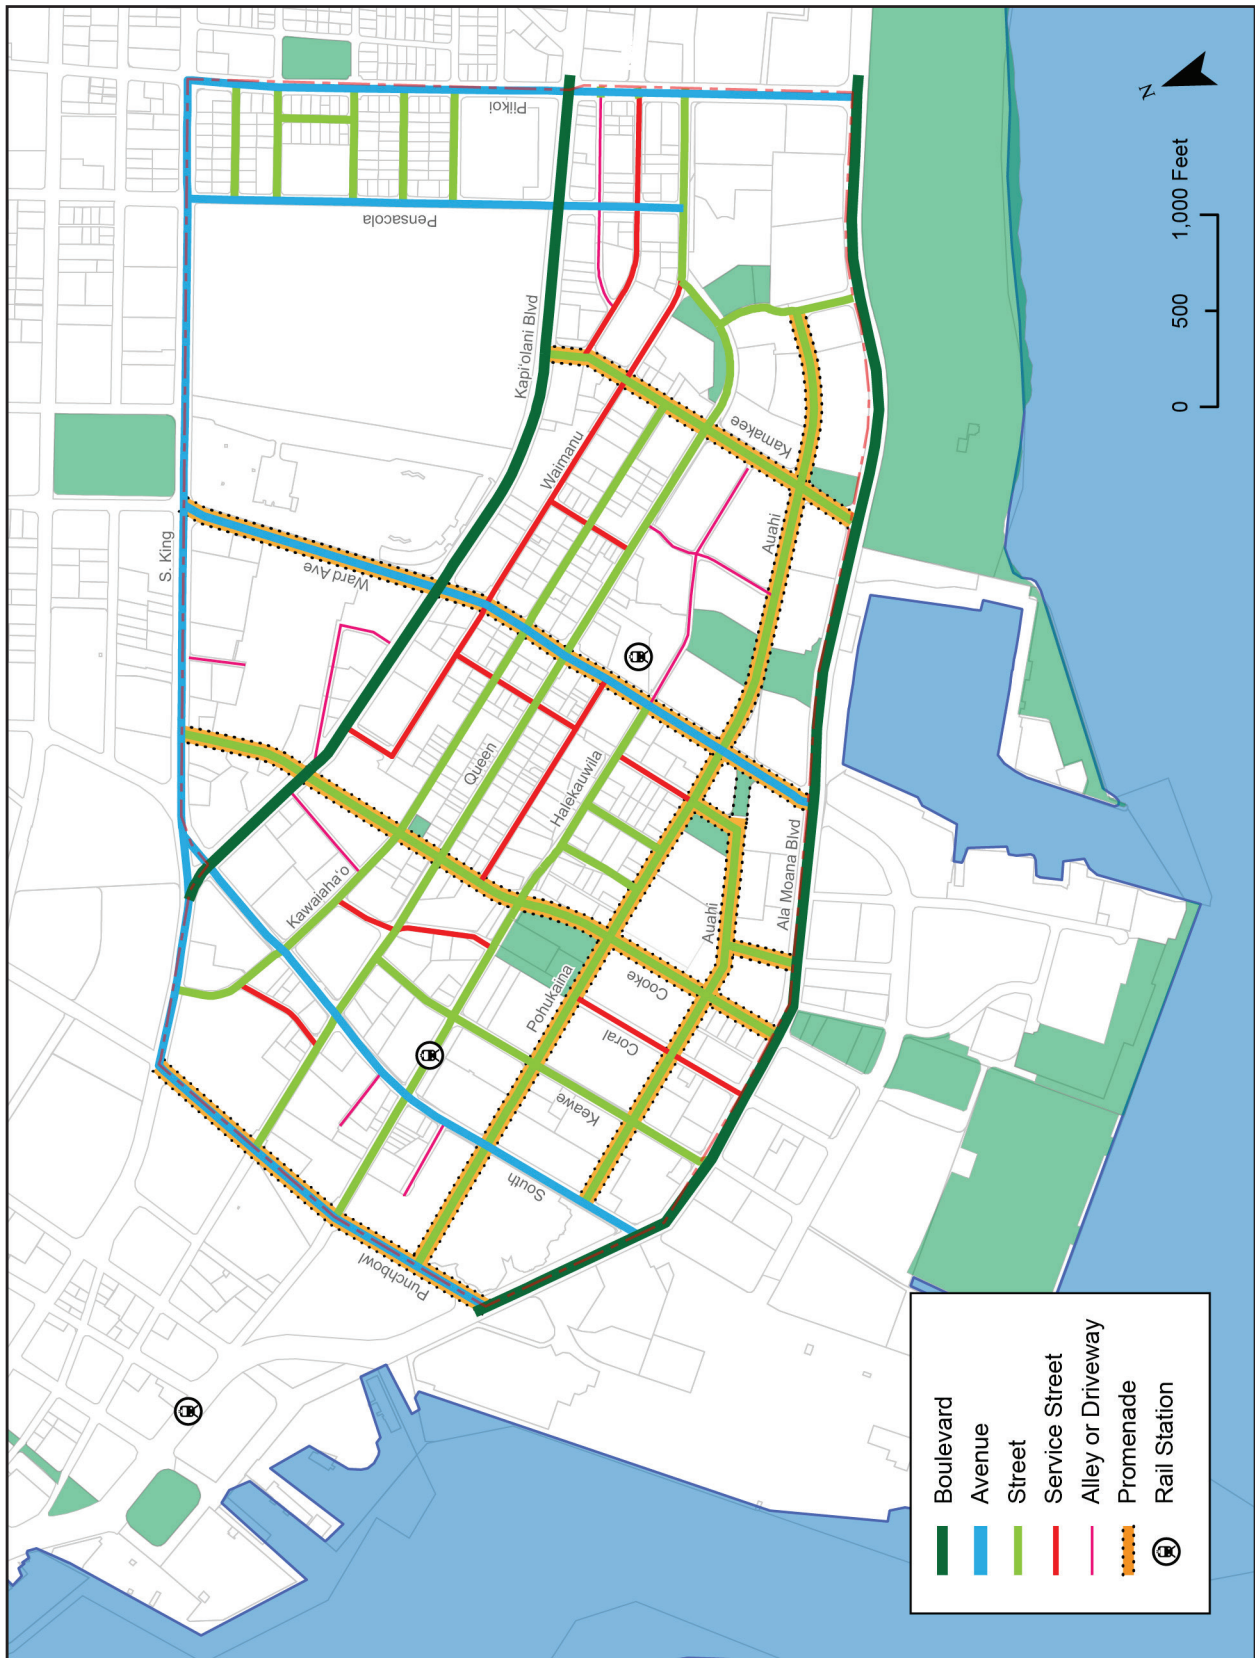 Piikoi
Pensacola
Kapi'olani Blvd
Waimanu
Kamakee
Ward Ave
S. King
Auahi
Queen
Halekauwila
Kawaiaha'o
Ala Moana Blvd
Auahi
Pohukaina
Cooke
Coral
Keawe
South
Punchbowl
N
0 500 1,000 Feet
Boulevard
Avenue
Street
Service Street
Alley or Driveway
Promenade
Rail Station